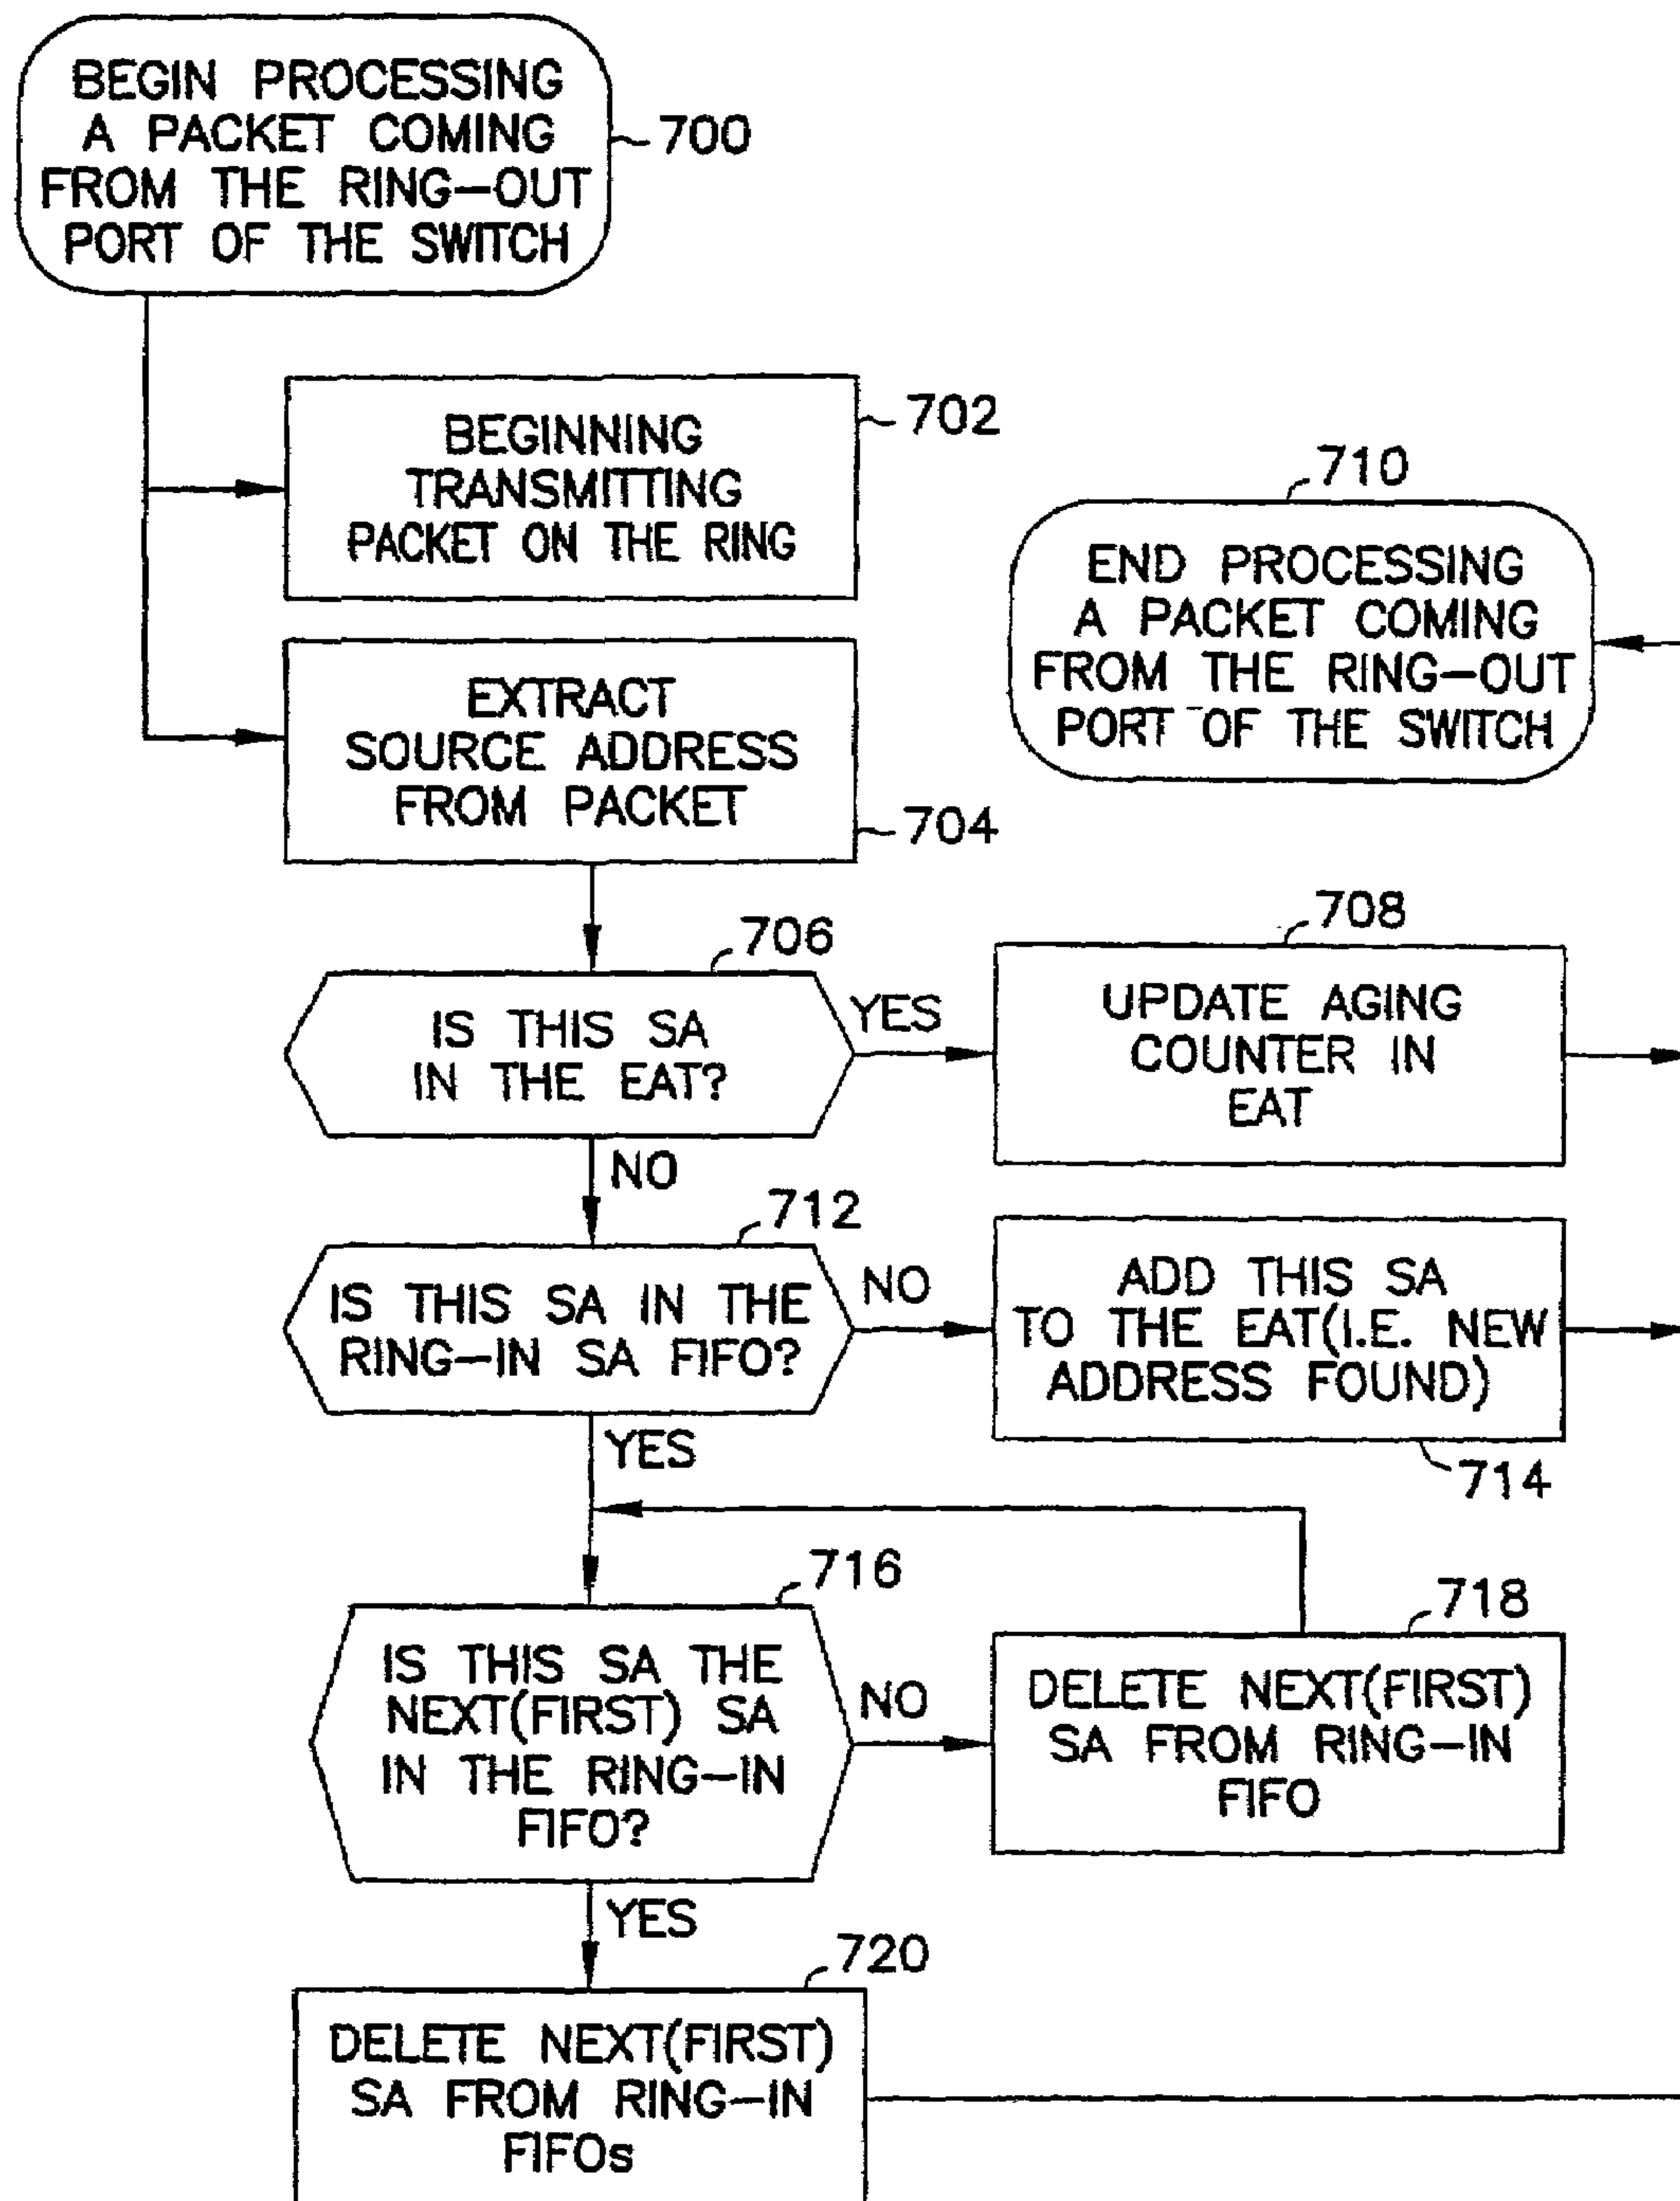 BEGIN PROCESSING
A PACKET COMING
FROM THE RING-OUT
PORT OF THE SWITCH
700
BEGINNING
TRANSMITTING
PACKET ON THE RING
702
710
END PROCESSING
A PACKET COMING
FROM THE RING-OUT
PORT OF THE SWITCH
EXTRACT
SOURCE ADDRESS
FROM PACKET
704
706
IS THIS SA
IN THE EAT?
YES
NO
708
UPDATE AGING
COUNTER IN
EAT
712
IS THIS SA IN THE
RING-IN SA FIFO?
NO
YES
ADD THIS SA
TO THE EAT(I.E. NEW
ADDRESS FOUND)
714
716
IS THIS SA THE
NEXT(FIRST) SA
IN THE RING-IN
FIFO?
NO
YES
718
DELETE NEXT(FIRST)
SA FROM RING-IN
FIFO
720
DELETE NEXT(FIRST)
SA FROM RING-IN
FIFOs